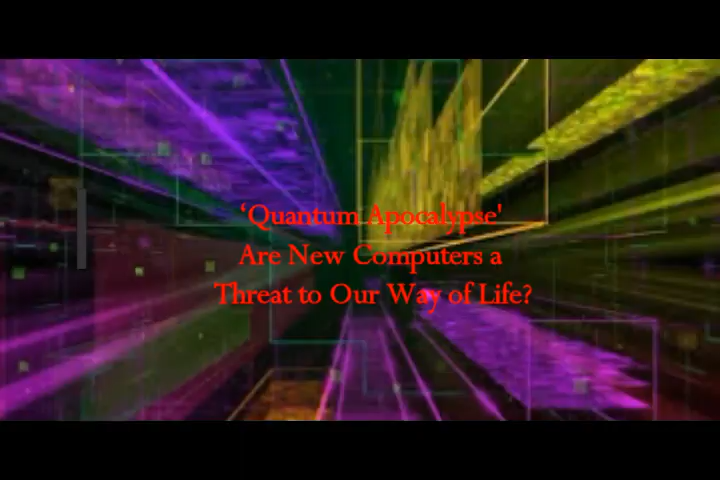 ‘Quantum Apocalypse'
Are New Computers a
Threat to Our Way of Life?